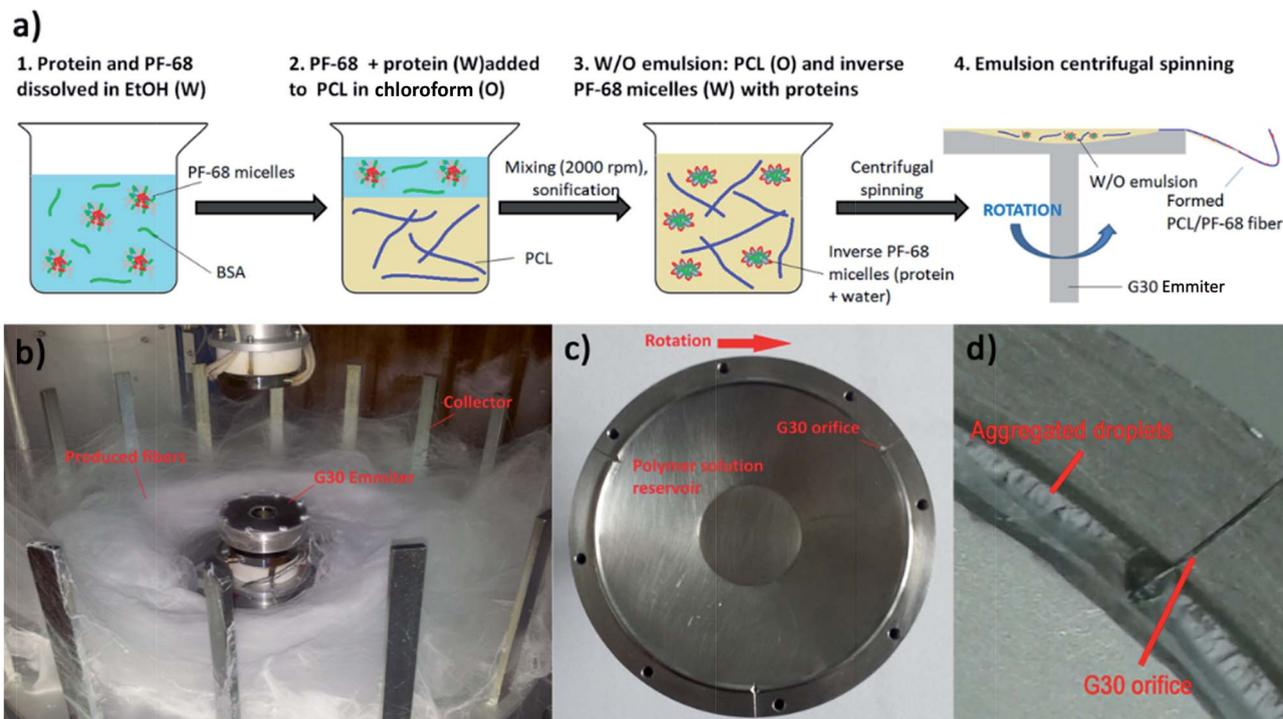 a)
1. Protein and PF-68
dissolved in EtOH (W)
2. PF-68 + protein (W)added
to PCL in chloroform (O)
3. W/O emulsion: PCL (O) and inverse
PF-68 micelles (W) with proteins
4. Emulsion centrifugal spinning
PF-68 micelles
BSA
Mixing (2000 rpm),
sonification
PCL
Centrifugal
spinning
Inverse PF-68
micelles (protein
+ water)
W/O emulsion
Formed
PCL/PF-68 fiber
ROTATION
G30 Emmiter
b)
Collector
Produced fibers
G30 Emmiter
c)
Rotation
G30 orifice
Polymer solution
reservoir
d)
Aggregated droplets
G30 orifice